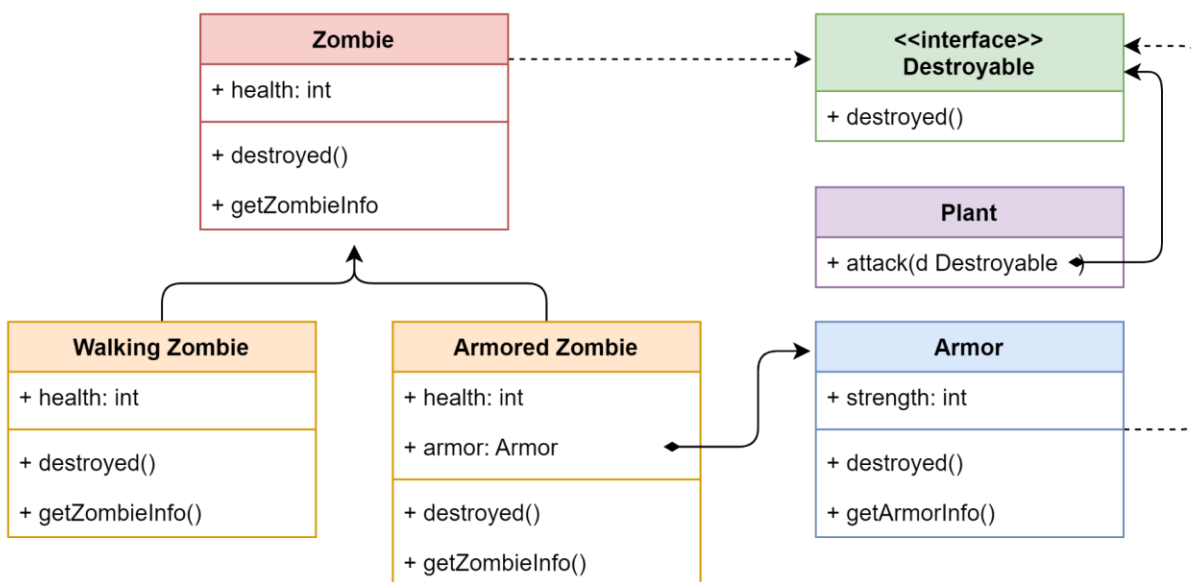 Zombie
+ health: int
+ destroyed()
+ getZombieInfo
<<interface>>
Destroyable
+ destroyed()
Plant
+ attack(d Destroyable )
Walking Zombie
+ health: int
+ destroyed()
+ getZombieInfo()
Armored Zombie
+ health: int
+ armor: Armor
+ destroyed()
+ getZombieInfo()
Armor
+ strength: int
+ destroyed()
+ getArmorInfo()